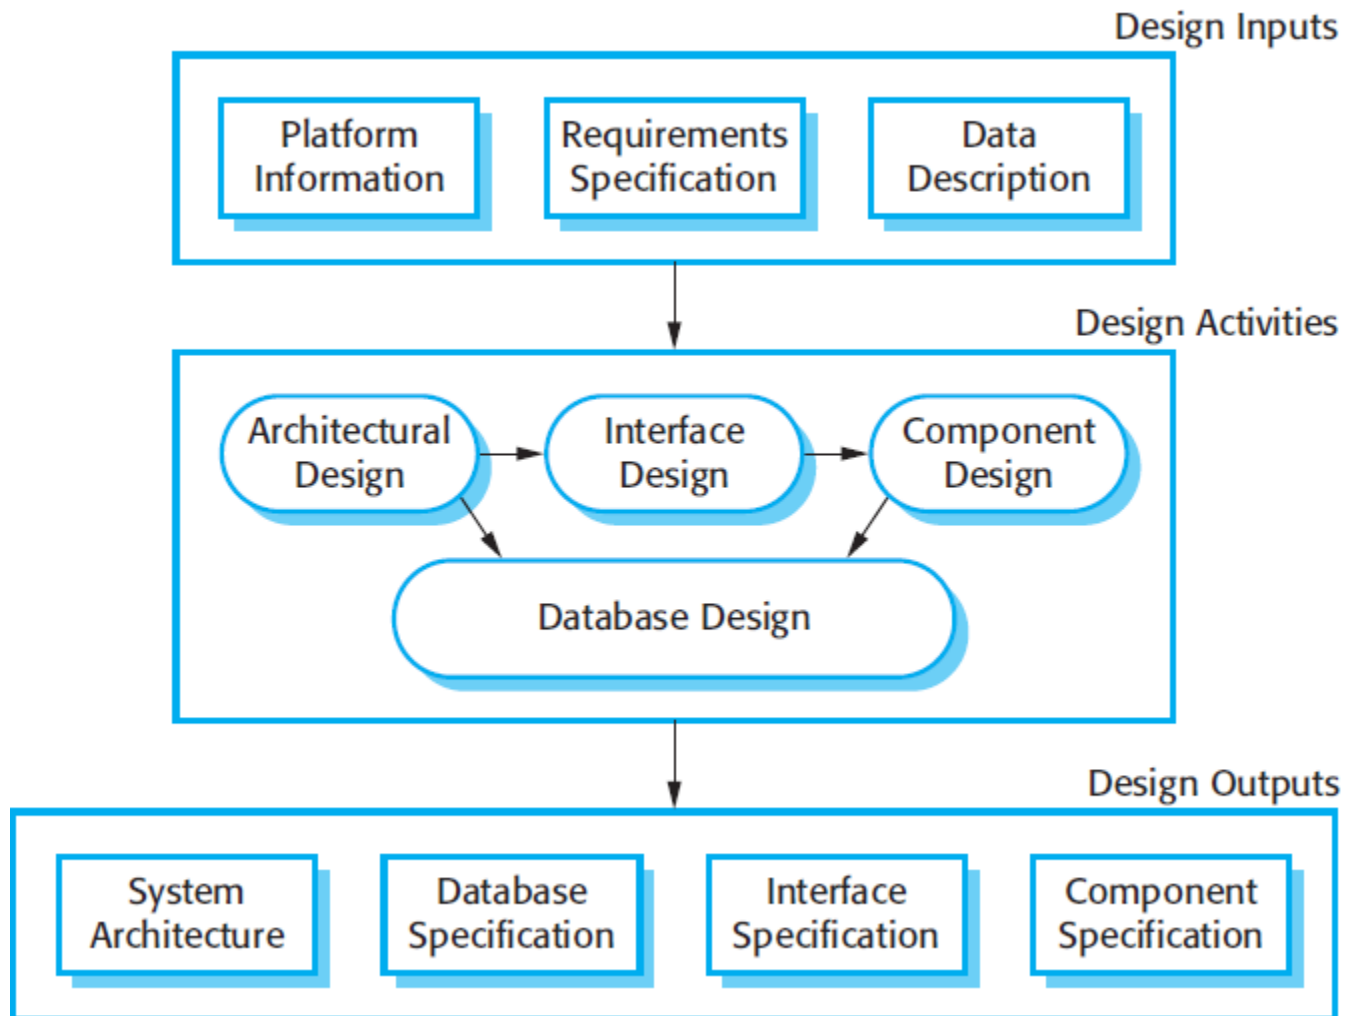 Design Inputs
Platform
Information
Requirements
Specification
Data
Description
Design Activities
Architectural
Design
Interface
Design
Component
Design
Database Design
Design Outputs
System
Architecture
Database
Specification
Interface
Specification
Component
Specification